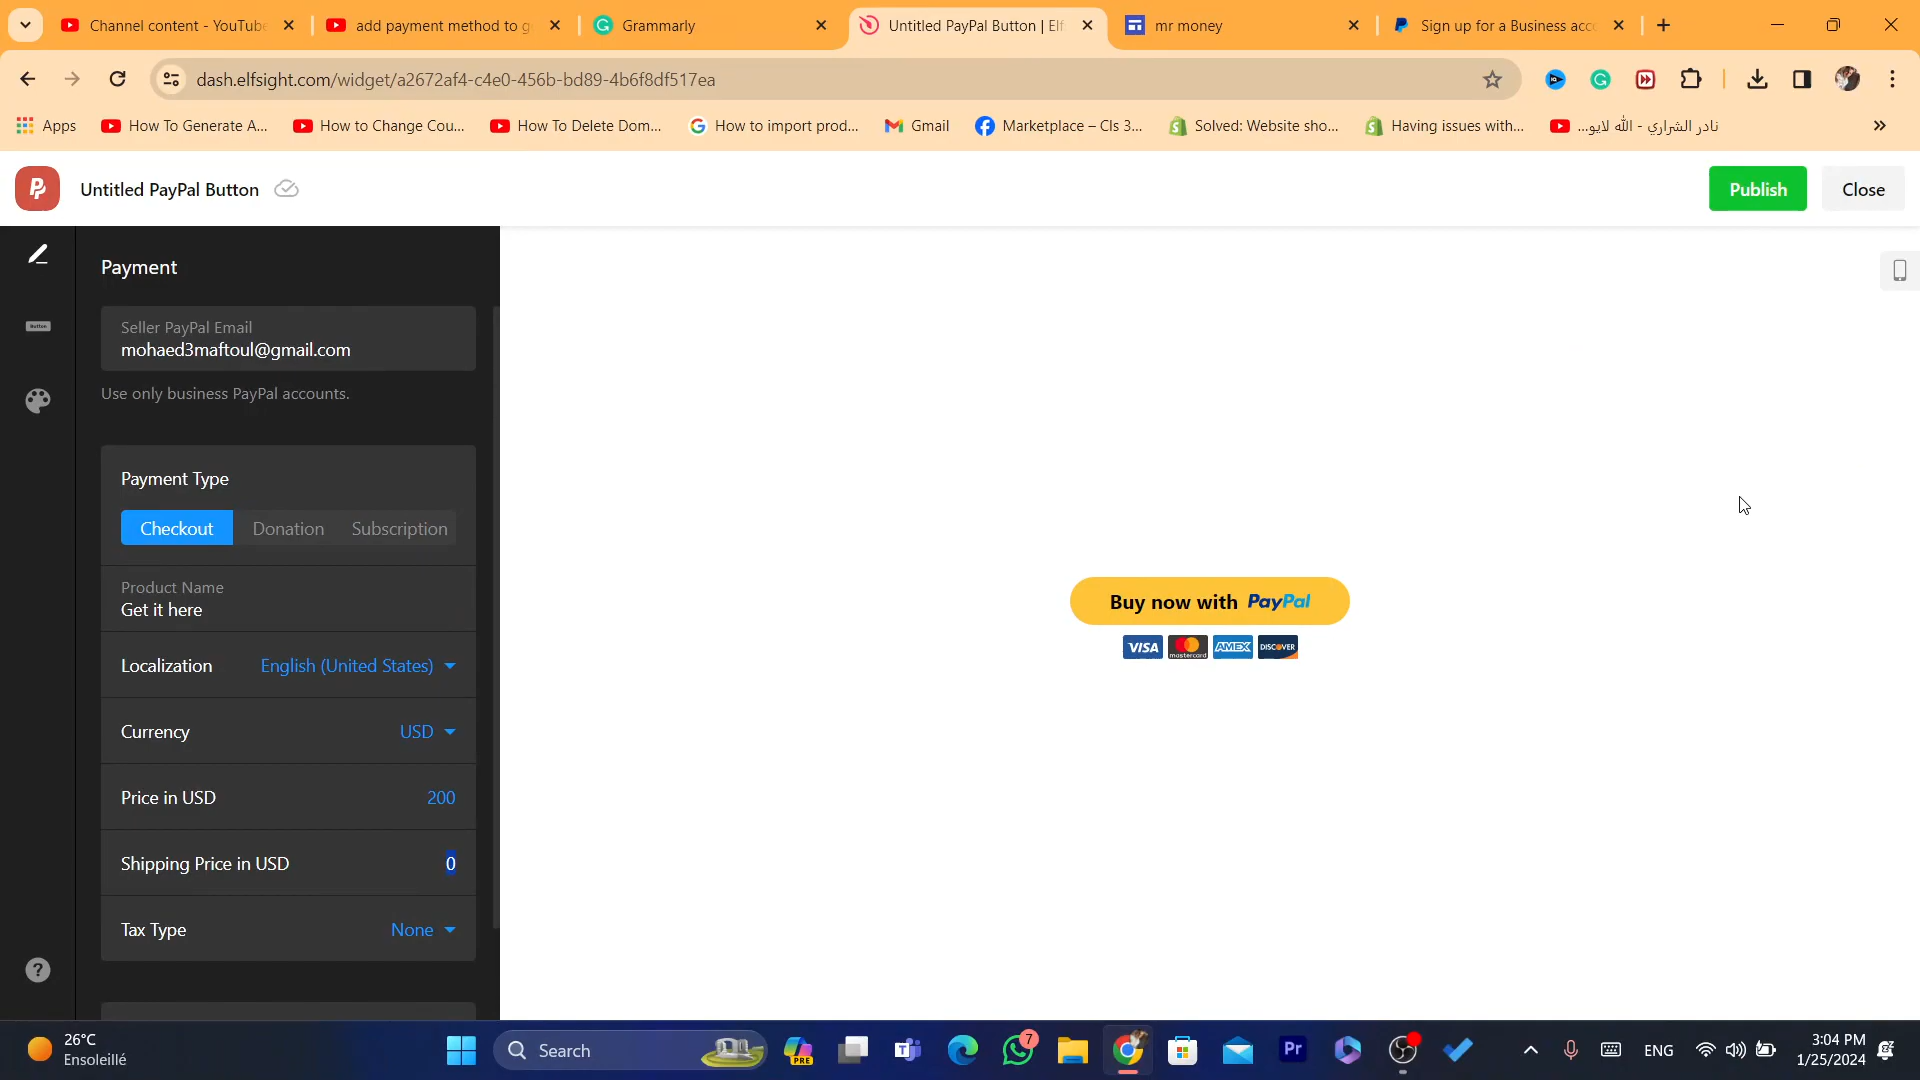 Channel content - YouTube
add payment method to g
Grammarly
Untitled PayPal Button | Elf
mr money
Sign up for a Business acc
dash.elfsight.com/widget/a2672af4-c4e0-456b-bd89-4b6f8df517ea
Apps
How To Generate A...
How to Change Cou...
How To Delete Dom...
How to import prod...
Gmail
Marketplace – Cls 3...
Solved: Website sho...
Having issues with...
نادر الشراري - الله لايو...
Untitled PayPal Button
Publish
Close
Payment
Seller PayPal Email
mohaed3maftoul@gmail.com
Use only business PayPal accounts.
Payment Type
Checkout
Donation
Subscription
Product Name
Get it here
Localization
English (United States)
Currency
USD
Price in USD
200
Shipping Price in USD
0
Tax Type
None
Button
Buy now with PayPal
VISA
mastercard
AMEX
DISCOVER
26°C
Ensoleillé
Search
PRE
7
Pr
ENG
3:04 PM
1/25/2024